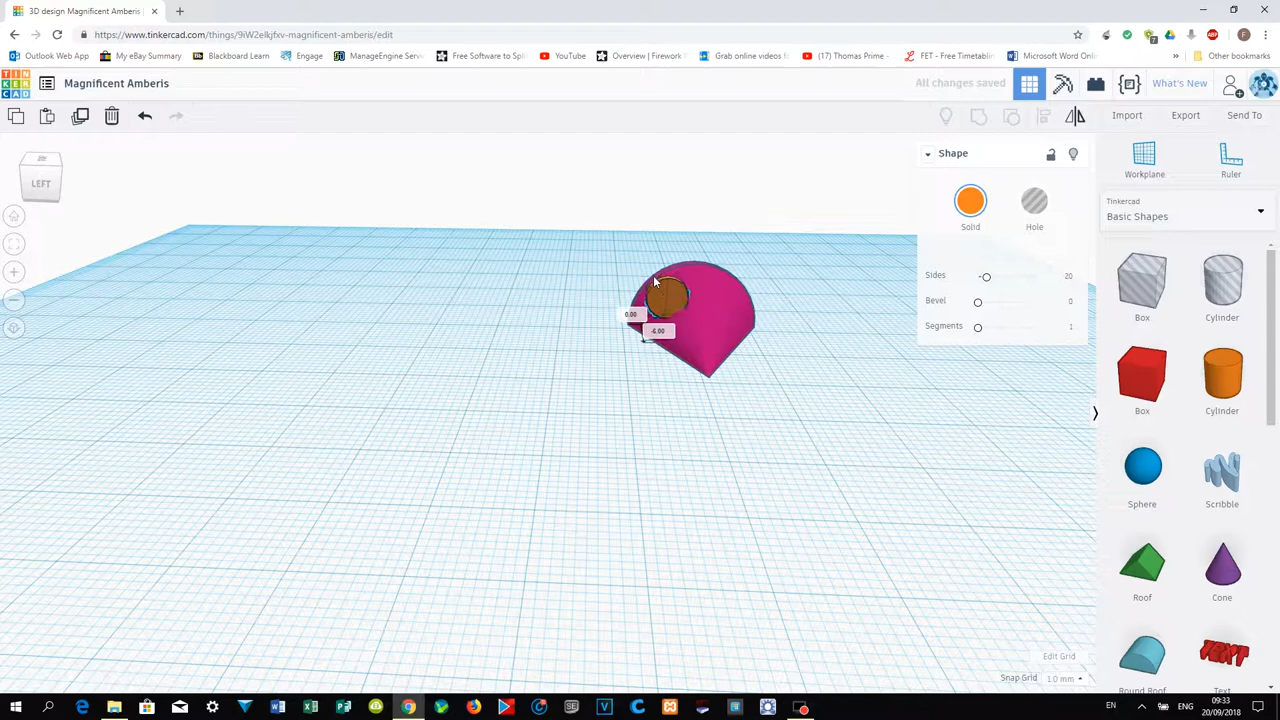 3D design Magnificent Amberis
https://www.tinkercad.com/things/9iW2elkjfxv-magnificent-amberis/edit
Outlook Web App
My eBay Summary
Blackboard Learn
Engage
ManageEngine Serv
Free Software to Spl
YouTube
Overview | Firework
Grab online videos f
(17) Thomas Prime -
FET - Free Timetablin
Microsoft Word Onli
»
Other bookmarks
TIN
KER
CAD
Magnificent Amberis
All changes saved
What's New
Import
Export
Send To
LEFT
Shape
Solid
Hole
Sides
20
Bevel
0
Segments
1
0.00
-6.00
Workplane
Ruler
Tinkercad
Basic Shapes
Box
Cylinder
Box
Cylinder
Sphere
Scribble
Roof
Cone
Round Roof
Text
TEXT
Edit Grid
Snap Grid
1.0 mm
EN
09:33
20/09/2018